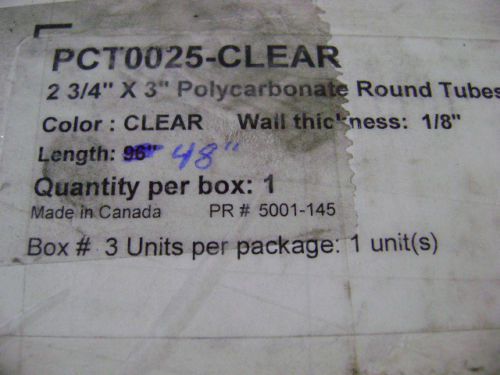 PCT0025-CLEAR
2 3/4" X 3" Polycarbonate Round Tubes
Color : CLEAR Wall thickness: 1/8"
Length: 96" 48"
Quantity per box: 1
Made in Canada PR # 5001-145
Box # 3 Units per package: 1 unit(s)